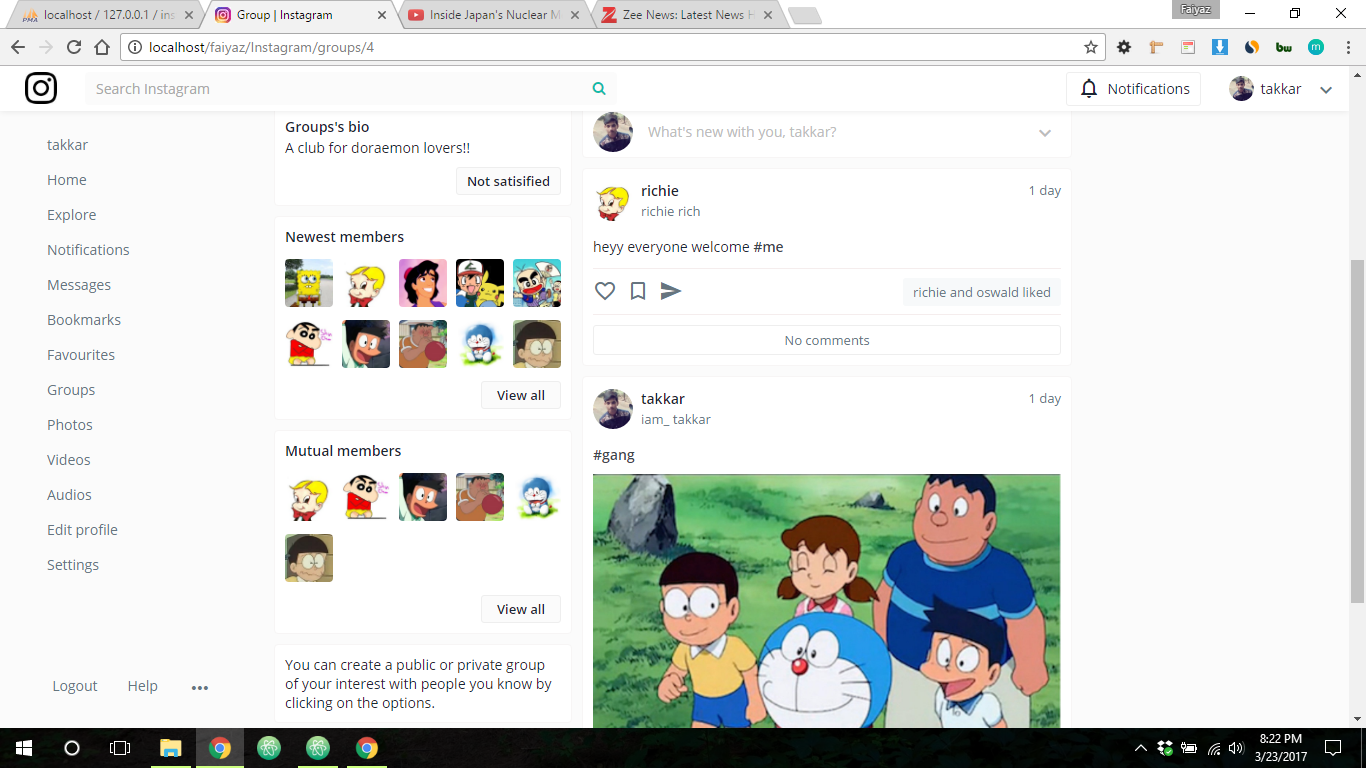 localhost / 127.0.0.1 / ins
Group | Instagram
Inside Japan's Nuclear M
Zee News: Latest News H
Faiyaz
localhost/faiyaz/Instagram/groups/4
Search Instagram
Notifications
takkar
takkar
Home
Explore
Notifications
Messages
Bookmarks
Favourites
Groups
Photos
Videos
Audios
Edit profile
Settings
Logout
Help
Groups's bio
A club for doraemon lovers!!
Not satisified
Newest members
View all
Mutual members
View all
You can create a public or private group
of your interest with people you know by
clicking on the options.
What's new with you, takkar?
richie
1 day
richie rich
heyy everyone welcome #me
richie and oswald liked
No comments
takkar
1 day
iam_ takkar
#gang
8:22 PM
3/23/2017